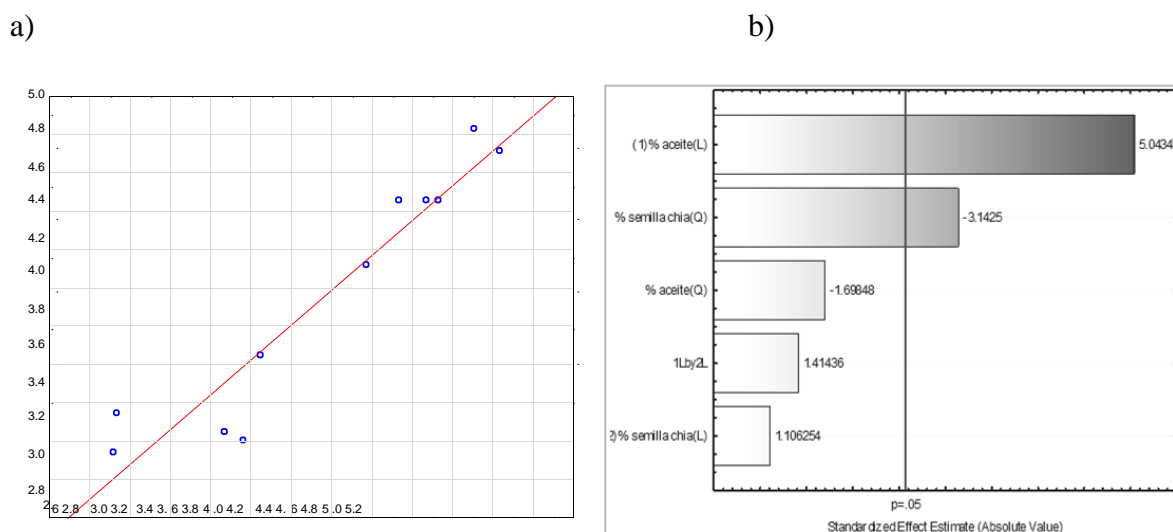 a)
b)
5.0
4.8
4.6
4.4
4.2
4.0
3.8
3.6
3.4
3.2
3.0
2.8
2
6 2.8 3.0 3.2 3.4 3.6 3.8 4.0 4.2 4.4 4.6 4.8 5.0 5.2
(1)% aceite(L)
5.0434
% semilla chia(Q)
-3.1425
% aceite(Q)
-1.69848
1Lby2L
1.41436
2)% semilla chia(L)
1.106254
p=.05
Standardized Effect Estimate (Absolute Value)